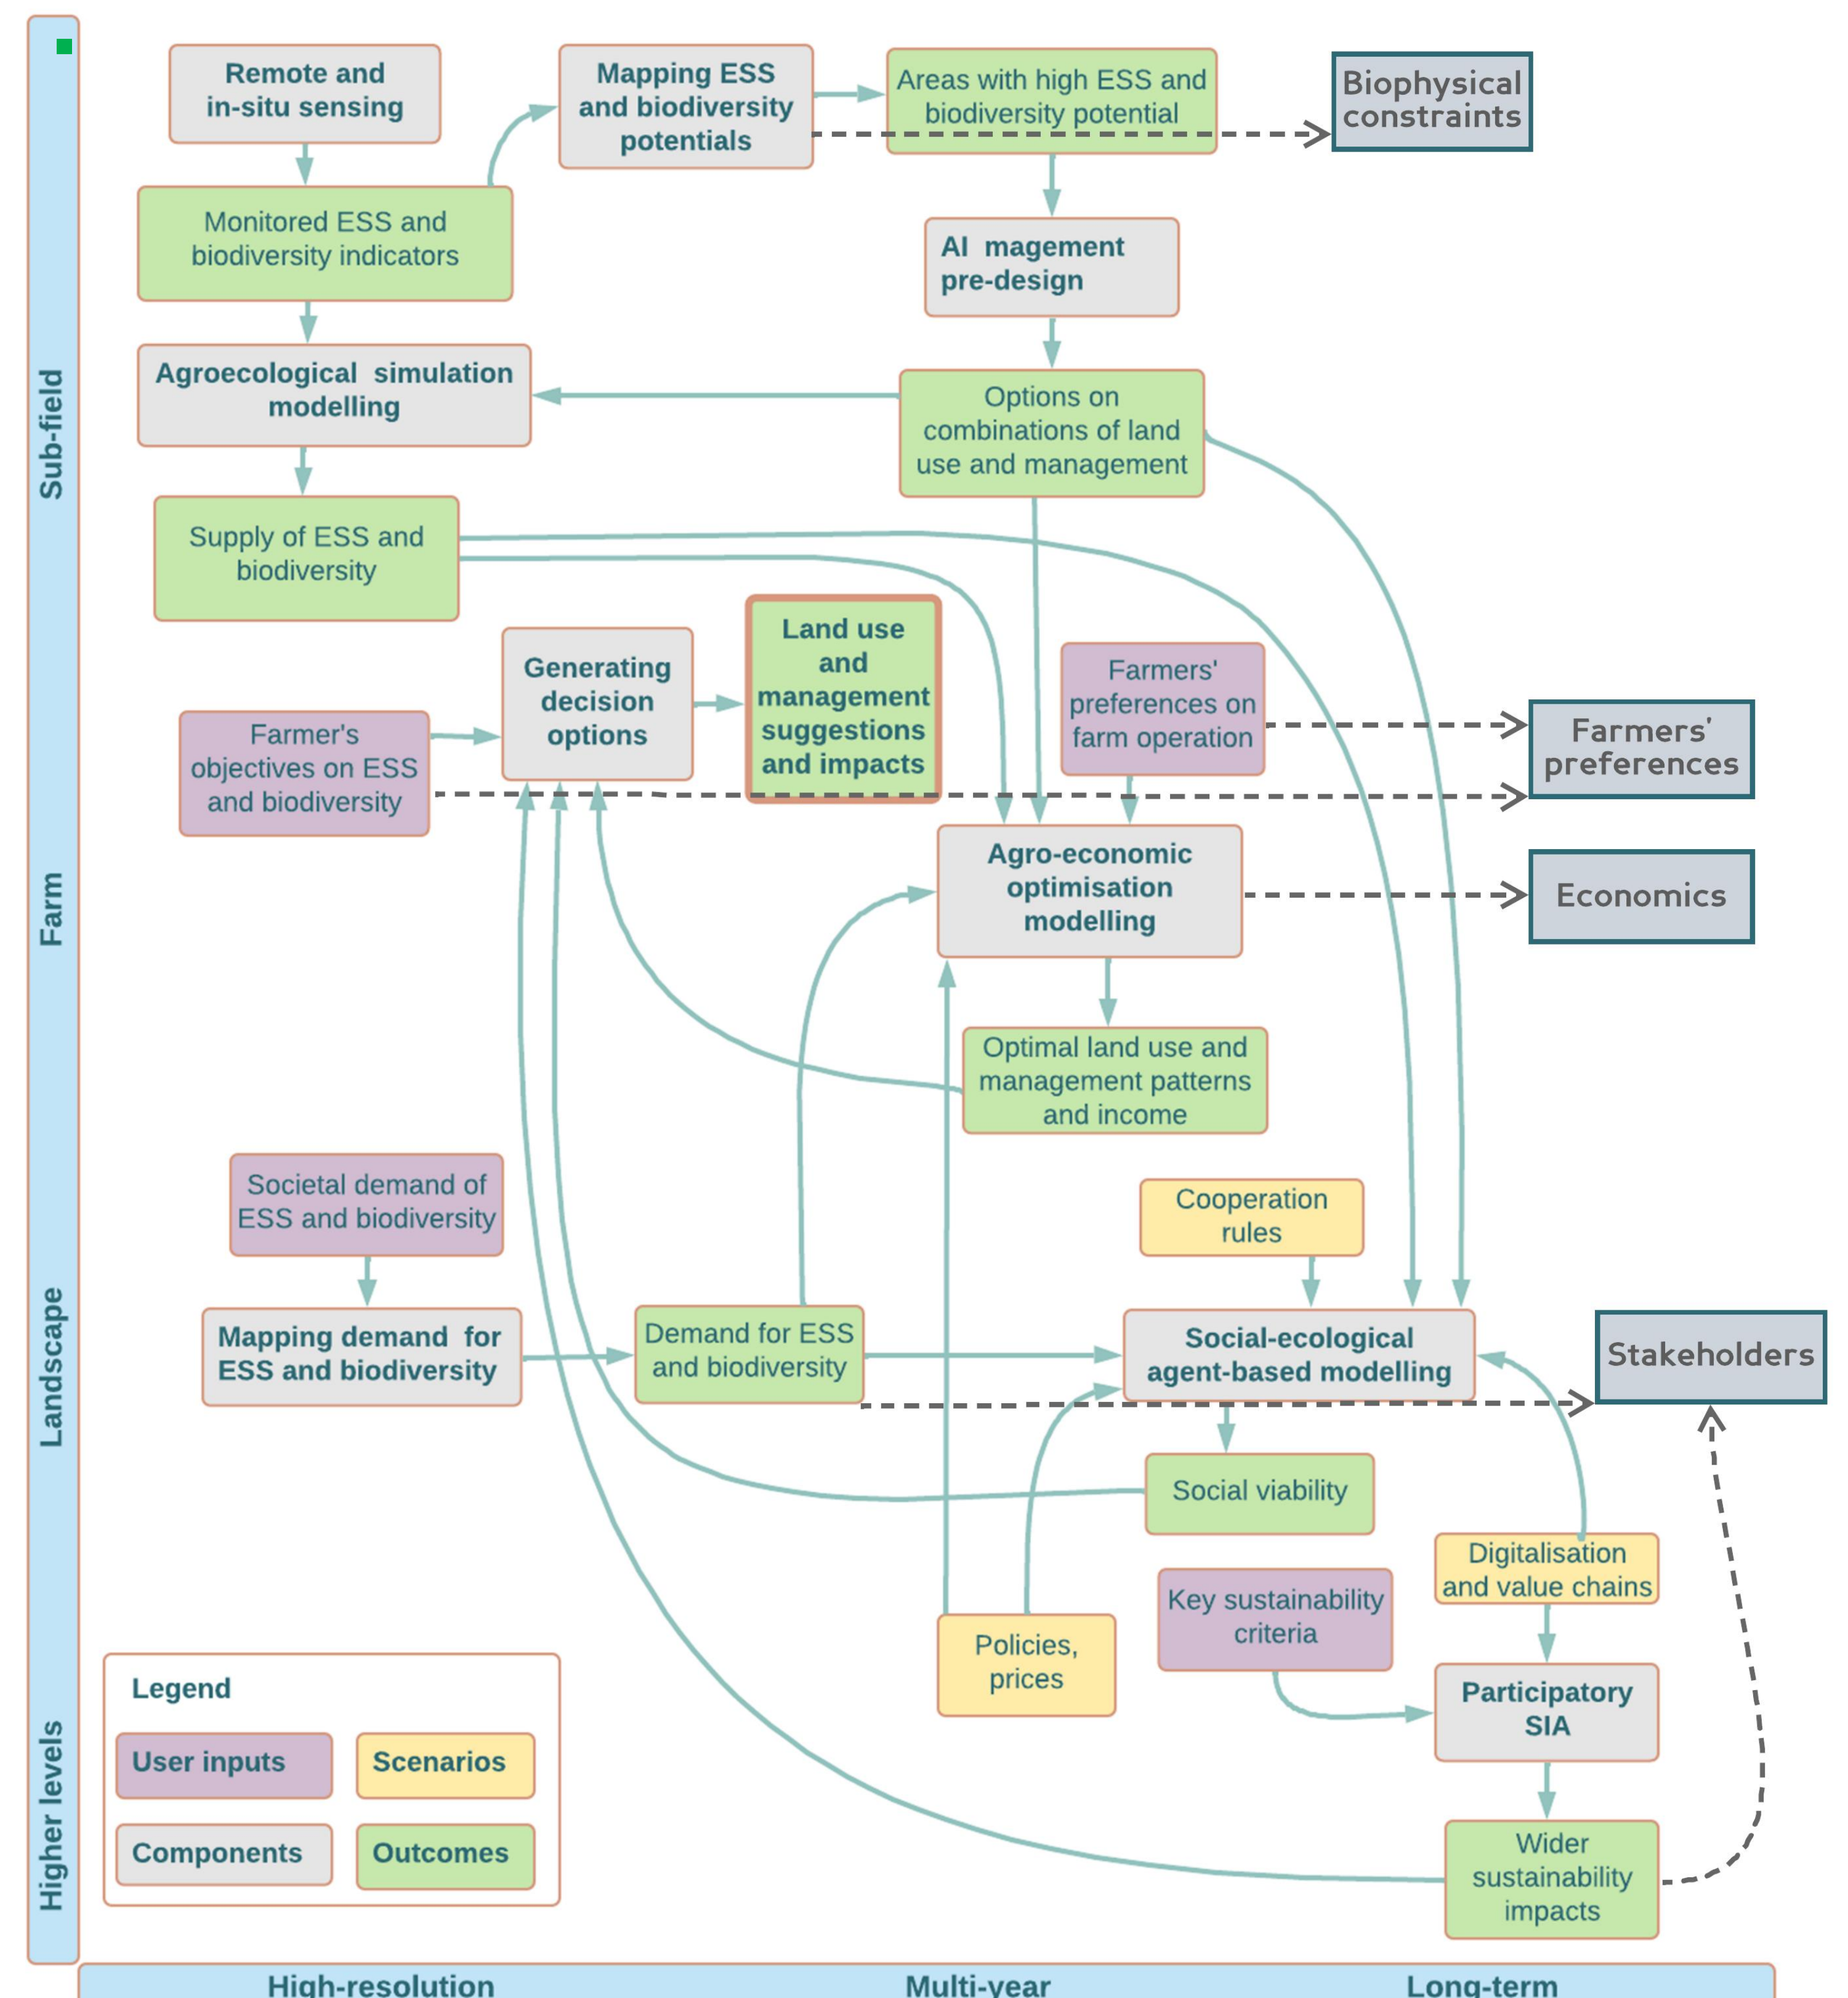 Remote and
in-situ sensing
Mapping ESS
and biodiversity
potentials
Areas with high ESS and
biodiversity potential
Biophysical
constraints
Monitored ESS and
biodiversity indicators
AI  magement
pre-design
Agroecological  simulation
modelling
Options on
combinations of land
use and management
Sub-field
Supply of ESS and
biodiversity
Generating
decision
options
Land use
and
management
suggestions
and impacts
Farmers'
preferences on
farm operation
Farmer's
objectives on ESS
and biodiversity
Farmers'
preferences
Farm
Agro-economic
optimisation
modelling
Economics
Optimal land use and
management patterns
and income
Societal demand of
ESS and biodiversity
Cooperation
rules
Landscape
Mapping demand  for
ESS and biodiversity
Demand for ESS
and biodiversity
Social-ecological
agent-based modelling
Stakeholders
Social viability
Digitalisation
and value chains
Key sustainability
criteria
Policies,
prices
Participatory
SIA
Higher levels
Legend
User inputs
Scenarios
Components
Outcomes
Wider
sustainability
impacts
High-resolution
Multi-year
Long-term